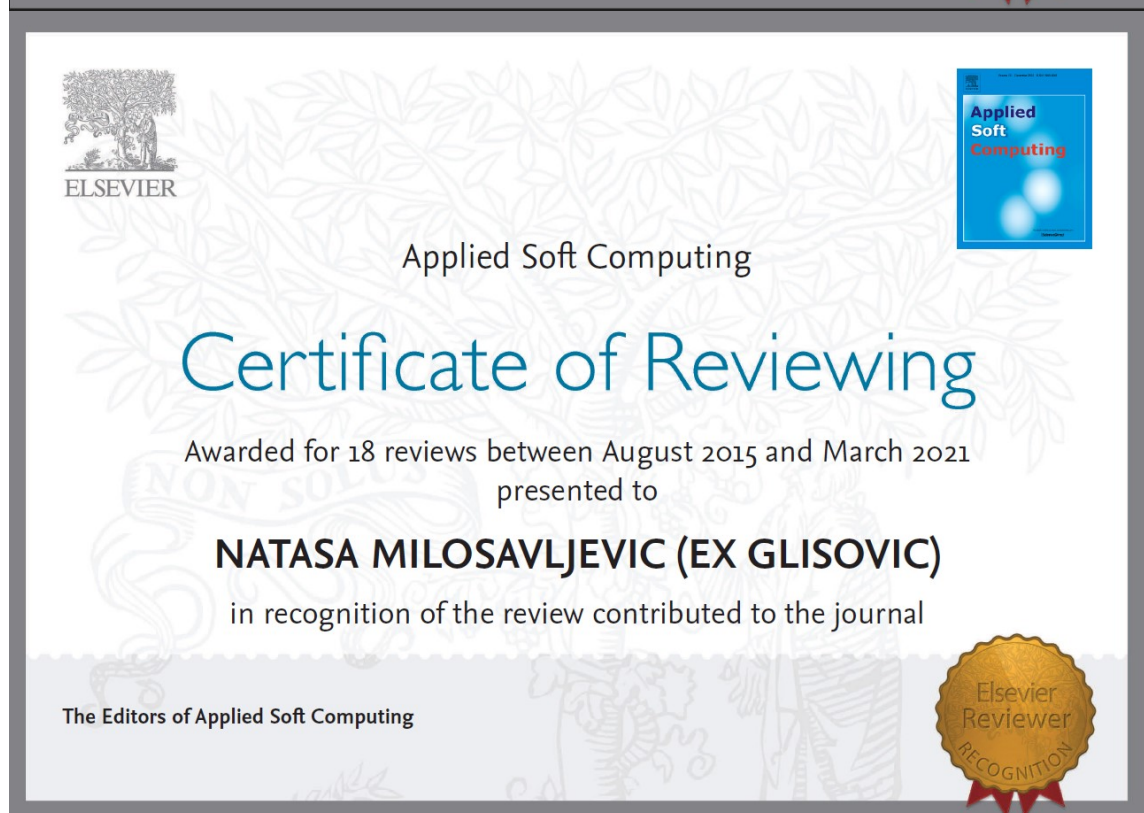 ELSEVIER
Applied
Soft
Computing
Applied Soft Computing
Certificate of Reviewing
Awarded for 18 reviews between August 2015 and March 2021
presented to
NATASA MILOSAVLJEVIC (EX GLISOVIC)
in recognition of the review contributed to the journal
NON SOLUS
The Editors of Applied Soft Computing
Elsevier
Reviewer
RECOGNITION